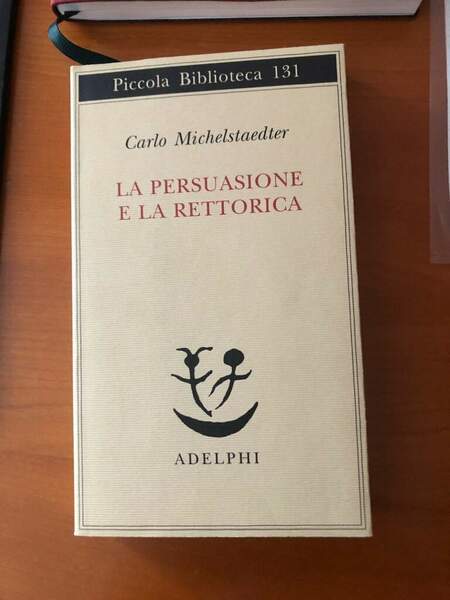 Piccola Biblioteca 131
Carlo Michelstaedter
LA PERSUASIONE
E LA RETTORICA
ADELPHI